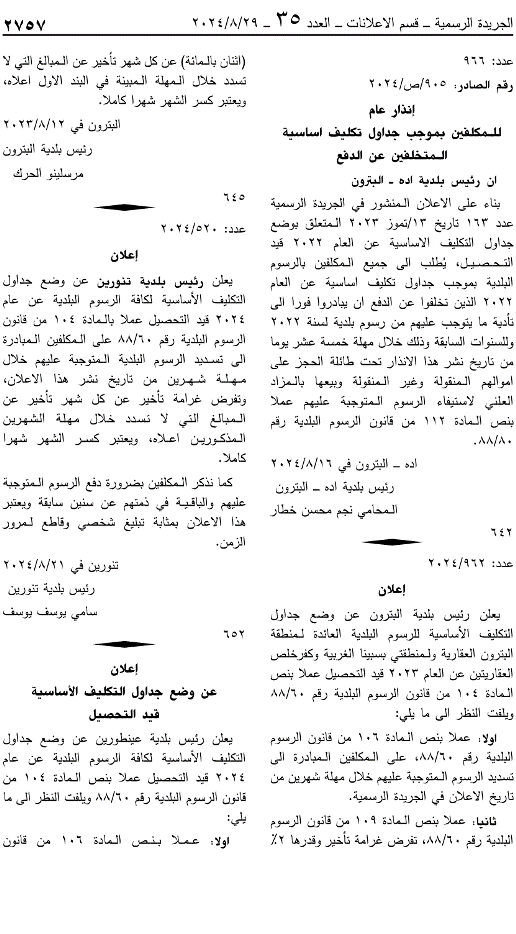 الجريدة الرسمية ــ قسم الاعلانات ــ العدد ٣٥ ــ ٢٠٢٤/٨/٢٩
٢٧٥٧
عدد: ٩٦٦
رقم الصادر: ٩٠٥/ص/٢٠٢٤
إنذار عام
للمكلفين بموجب جداول تكليف اساسية
المتخلفين عن الدفع
ان رئيس بلدية اده ــ البترون
بناء على الاعلان المنشور في الجريدة الرسمية
عدد ١٦٣ تاريخ ١٣/تموز ٢٠٢٣ المتعلق بوضع
جداول التكليف الاساسية عن العام ٢٠٢٢ قيد
التحصيل، يُطلب الى جميع المكلفين بالرسوم
البلدية بموجب جداول تكليف اساسية عن العام
٢٠٢٢ الذين تخلفوا عن الدفع ان يبادروا فورا الى
تأدية ما يتوجب عليهم من رسوم بلدية لسنة ٢٠٢٢
وللسنوات السابقة وذلك خلال مهلة خمسة عشر يوما
من تاريخ نشر هذا الانذار تحت طائلة الحجز على
اموالهم المنقولة وغير المنقولة وبيعها بالمزاد
العلني لاستيفاء الرسوم المتوجبة عليهم عملا
بنص المادة ١١٢ من قانون الرسوم البلدية رقم
٨٨/٨٠.
اده ــ البترون في ٢٠٢٤/٨/١٦
رئيس بلدية اده ــ البترون
المحامي نجم محسن خطار
٦٤٢
عدد: ٢٠٢٤/٩٦٢
إعلان
يعلن رئيس بلدية البترون عن وضع جداول
التكليف الأساسية للرسوم البلدية العائدة لمنطقة
البترون العقارية ولمنطقتي بسبينا الغربية وكفرخلص
العقاريتين عن العام ٢٠٢٣ قيد التحصيل عملا بنص
المادة ١٠٤ من قانون الرسوم البلدية رقم ٨٨/٦٠
ويلفت النظر الى ما يلي:
اولا: عملا بنص المادة ١٠٦ من قانون الرسوم
البلدية رقم ٨٨/٦٠، على المكلفين المبادرة الى
تسديد الرسوم المتوجبة عليهم خلال مهلة شهرين من
تاريخ الاعلان في الجريدة الرسمية.
ثانيا: عملا بنص المادة ١٠٩ من قانون الرسوم
البلدية رقم ٨٨/٦٠، تفرض غرامة تأخير وقدرها ٢٪
(اثنان بالمائة) عن كل شهر تأخير عن المبالغ التي لا
تسدد خلال المهلة المبينة في البند الاول اعلاه،
ويعتبر كسر الشهر شهرا كاملا.
البترون في ٢٠٢٣/٨/١٢
رئيس بلدية البترون
مرسلينو الحرك
٦٤٥
عدد: ٢٠٢٤/٥٢٠
إعلان
يعلن رئيس بلدية تنورين عن وضع جداول
التكليف الأساسية لكافة الرسوم البلدية عن عام
٢٠٢٤ قيد التحصيل عملا بالمادة ١٠٤ من قانون
الرسوم البلدية رقم ٨٨/٦٠ على المكلفين المبادرة
الى تسديد الرسوم البلدية المتوجبة عليهم خلال
مهلة شهرين من تاريخ نشر هذا الاعلان،
وتفرض غرامة تأخير عن كل شهر تأخير عن
المبالغ التي لا تسدد خلال مهلة الشهرين
المذكورين اعلاه، ويعتبر كسر الشهر شهرا
كاملا.
كما نذكر المكلفين بضرورة دفع الرسوم المتوجبة
عليهم والباقية في ذمتهم عن سنين سابقة ويعتبر
هذا الاعلان بمثابة تبليغ شخصي وقاطع لمرور
الزمن.
تنورين في ٢٠٢٤/٨/٢١
رئيس بلدية تنورين
سامي يوسف يوسف
٦٥٢
إعلان
عن وضع جداول التكليف الأساسية
قيد التحصيل
يعلن رئيس بلدية عينطورين عن وضع جداول
التكليف الأساسية لكافة الرسوم البلدية عن عام
٢٠٢٤ قيد التحصيل عملا بنص المادة ١٠٤ من
قانون الرسوم البلدية رقم ٨٨/٦٠ ويلفت النظر الى ما
يلي:
اولا: عملا بنص المادة ١٠٦ من قانون